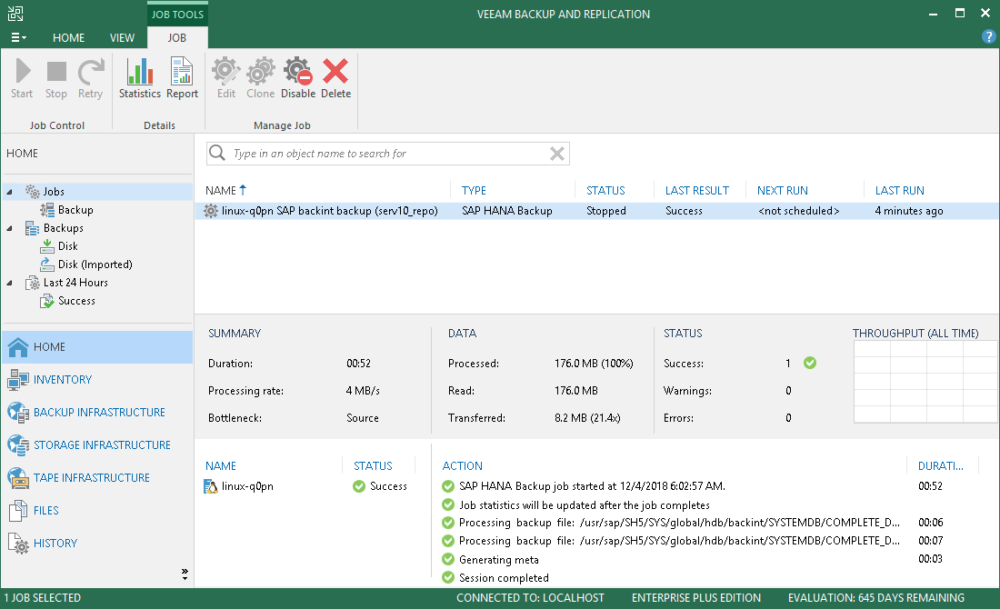 JOB TOOLS
VEEAM BACKUP AND REPLICATION
HOME VIEW JOB
?
Start Stop Retry Statistics Report Edit Clone Disable Delete
Job Control Details Manage Job
HOME
Type in an object name to search for
Jobs
Backup
Backups
Disk
Disk (Imported)
Last 24 Hours
Success
HOME
INVENTORY
BACKUP INFRASTRUCTURE
STORAGE INFRASTRUCTURE
TAPE INFRASTRUCTURE
FILES
HISTORY
NAME TYPE STATUS LAST RESULT NEXT RUN LAST RUN
linux-q0pn SAP backint backup (serv10_repo) SAP HANA Backup Stopped Success <not scheduled> 4 minutes ago
SUMMARY DATA STATUS THROUGHPUT (ALL TIME)
Duration: 00:52 Processed: 176.0 MB (100%) Success: 1
Processing rate: 4 MB/s Read: 176.0 MB Warnings: 0
Bottleneck: Source Transferred: 8.2 MB (21.4x) Errors: 0
NAME STATUS ACTION DURATI...
linux-q0pn Success SAP HANA Backup job started at 12/4/2018 6:02:57 AM. 00:52
Job statistics will be updated after the job completes
Processing backup file: /usr/sap/SH5/SYS/global/hdb/backint/SYSTEMDB/COMPLETE_D... 00:06
Processing backup file: /usr/sap/SH5/SYS/global/hdb/backint/SYSTEMDB/COMPLETE_D... 00:07
Generating meta 00:03
Session completed
1 JOB SELECTED CONNECTED TO: LOCALHOST ENTERPRISE PLUS EDITION EVALUATION: 645 DAYS REMAINING